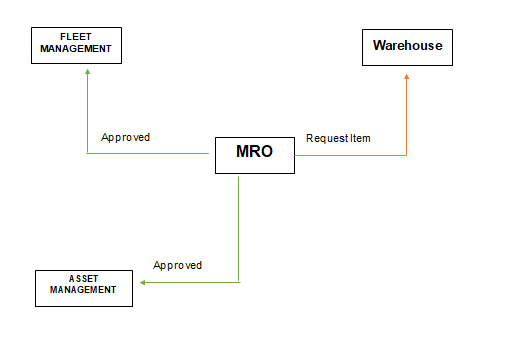 FLEET
MANAGEMENT
Warehouse
Approved
MRO
Request Item
Approved
ASSET
MANAGEMENT